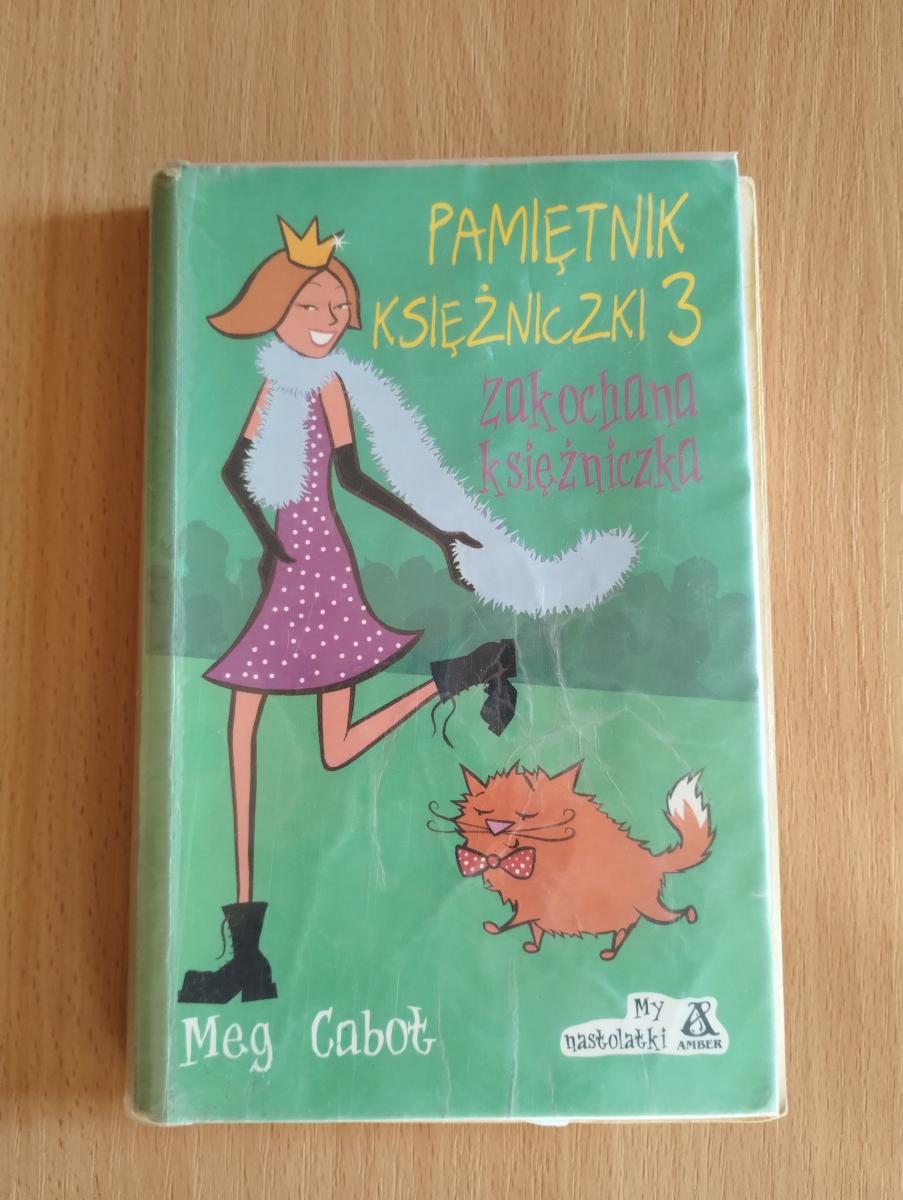 PAMIĘTNIK
KSIĘŻNICZKI 3
zakochana
księżniczka
Meg Cabot
My
nastolatki
AMBER